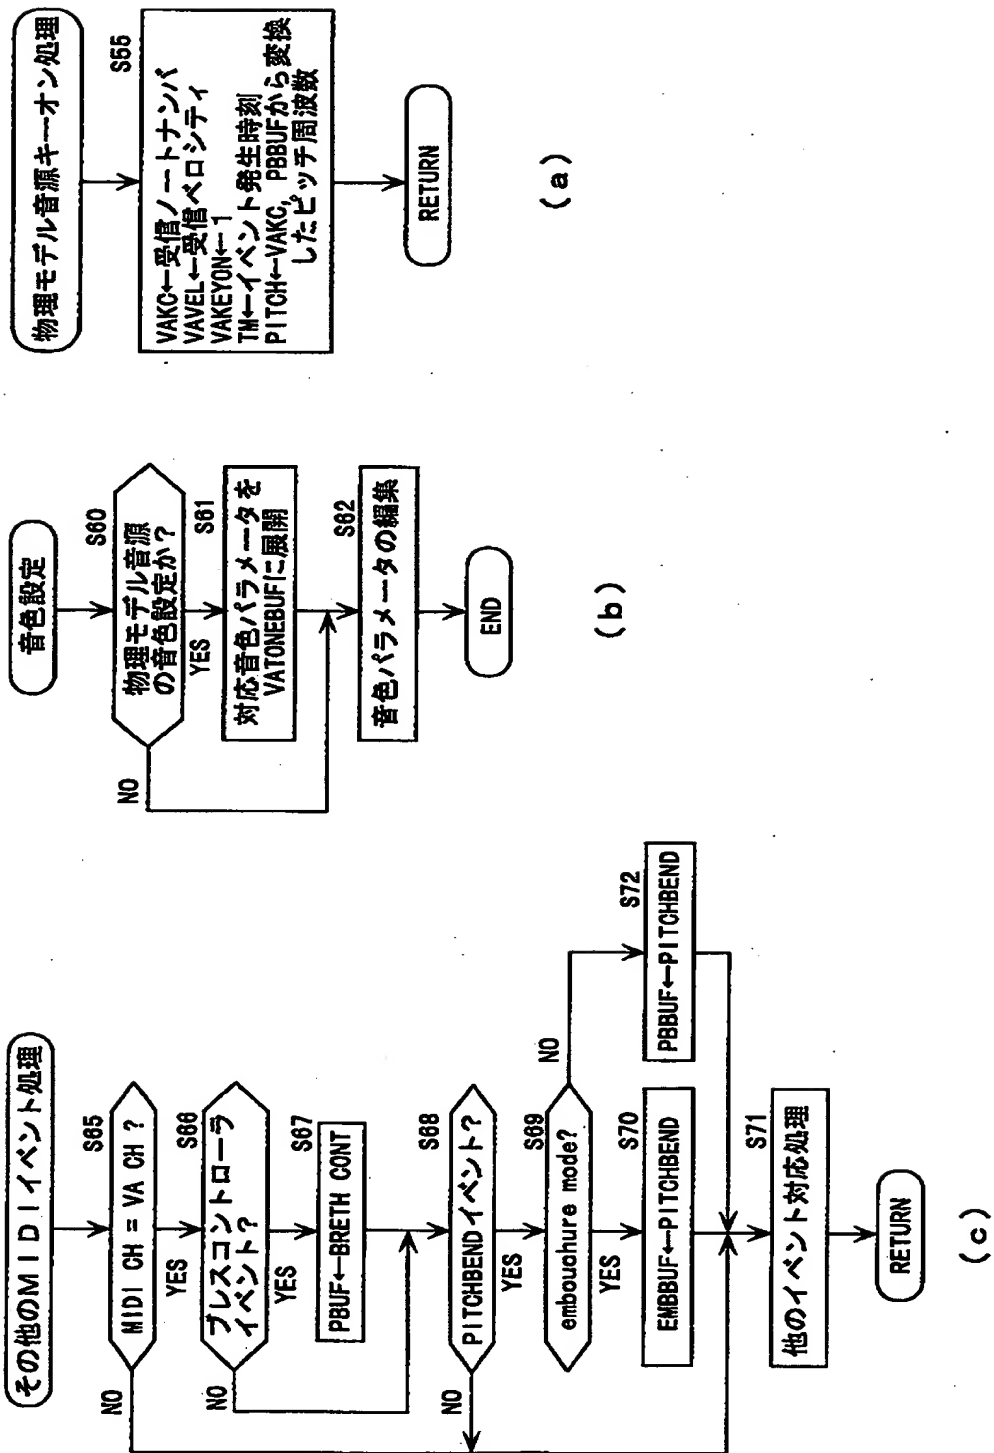 物理モデル音源キーオン処理
S55
VAKC←受信ノートナンバ
VAVEL←受信ベロシティ
VAKEYON←1
TM←イベント発生時刻
PITCH←VAKC, PBBUFから変換
したピッチ周波数
RETURN
(a)
音色設定
S60
物理モデル音源
の音色設定か?
NO
YES
S61
対応音色パラメータを
VATONEBUFに展開
S62
音色パラメータの編集
END
(b)
その他のMIDIイベント処理
S65
MIDI CH = VA CH ?
NO
YES
S66
ブレスコントローラ
イベント?
NO
YES
S67
PBUF←BRETH CONT
S68
PITCHBENDイベント?
NO
YES
S69
embouchure mode?
NO
YES
S70
EMBBUF←PITCHBEND
S72
PBBUF←PITCHBEND
S71
他のイベント対応処理
RETURN
(c)